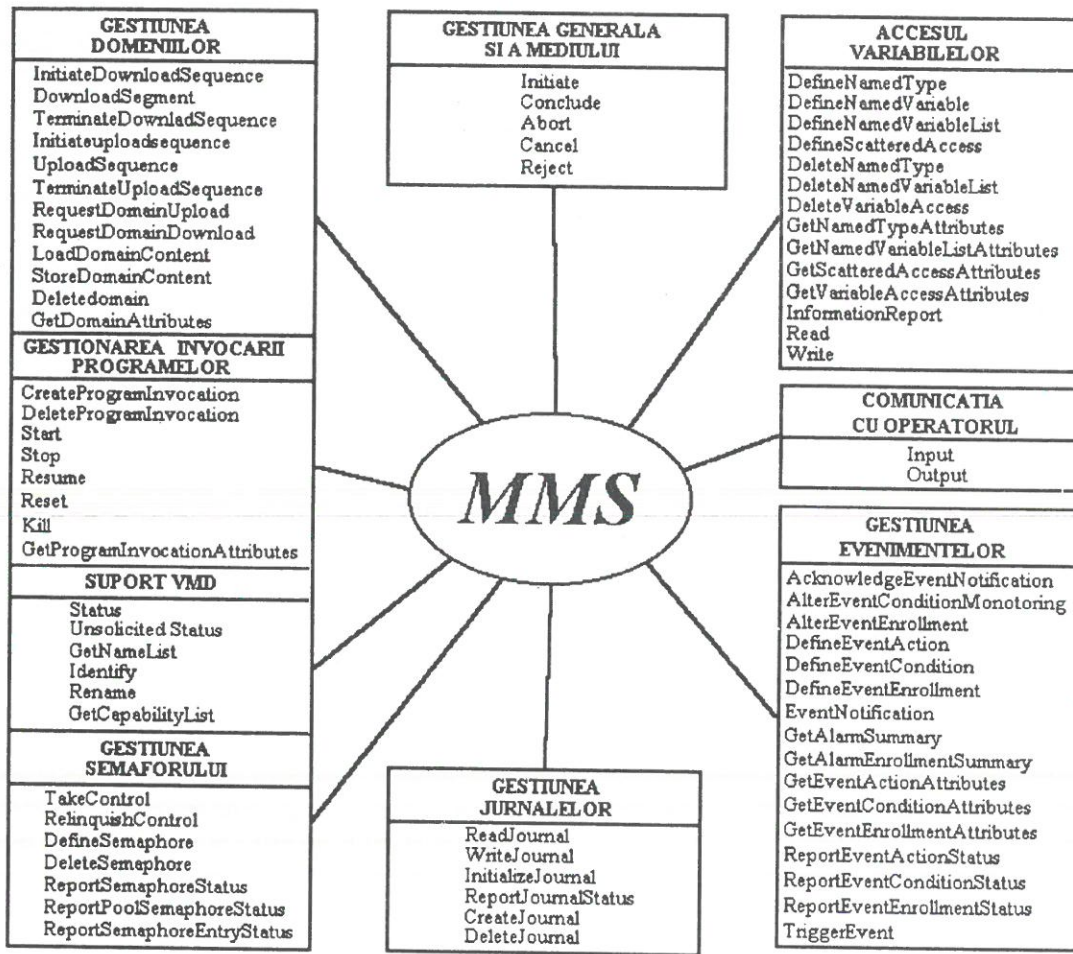 GESTIUNEA
DOMENIILOR
InitiateDownloadSequence
DownloadSegment
TerminateDownladSequence
Initiateuploadsequence
UploadSequence
TerminateUploadSequence
RequestDomainUpload
RequestDomainDownload
LoadDomainContent
StoreDomainContent
Deletedomain
GetDomainAttributes
GESTIONAREA INVOCARII
PROGRAMELOR
CreateProgramInvocation
DeleteProgramInvocation
Start
Stop
Resume
Reset
Kill
GetProgramInvocationAttributes
SUPORT VMD
Status
Unsolicited Status
GetNameList
Identify
Rename
GetCapabilityList
GESTIUNEA
SEMAFORULUI
TakeControl
RelinquishControl
DefineSemaphore
DeleteSemaphore
ReportSemaphoreStatus
ReportPoolSemaphoreStatus
ReportSemaphoreEntryStatus
GESTIUNEA GENERALA
SI A MEDIULUI
Initiate
Conclude
Abort
Cancel
Reject
MMS
GESTIUNEA
JURNALELOR
ReadJournal
WriteJournal
InitializeJournal
ReportJournalStatus
CreateJournal
DeleteJournal
ACCESUL
VARIABILELOR
DefineNamedType
DefineNamedVariable
DefineNamedVariableList
DefineScatteredAccess
DeleteNamedType
DeleteNamedVariableList
DeleteVariableAccess
GetNamedTypeAttributes
GetNamedVariableListAttributes
GetScatteredAccessAttributes
GetVariableAccessAttributes
InformationReport
Read
Write
COMUNICATIA
CU OPERATORUL
Input
Output
GESTIUNEA
EVENIMENTELOR
AcknowledgeEventNotification
AlterEventConditionMonotoring
AlterEventEnrollment
DefineEventAction
DefineEventCondition
DefineEventEnrollment
EventNotification
GetAlarmSummary
GetAlarmEnrollmentSummary
GetEventActionAttributes
GetEventConditionAttributes
GetEventEnrollmentAttributes
ReportEventActionStatus
ReportEventConditionStatus
ReportEventEnrollmentStatus
TriggerEvent